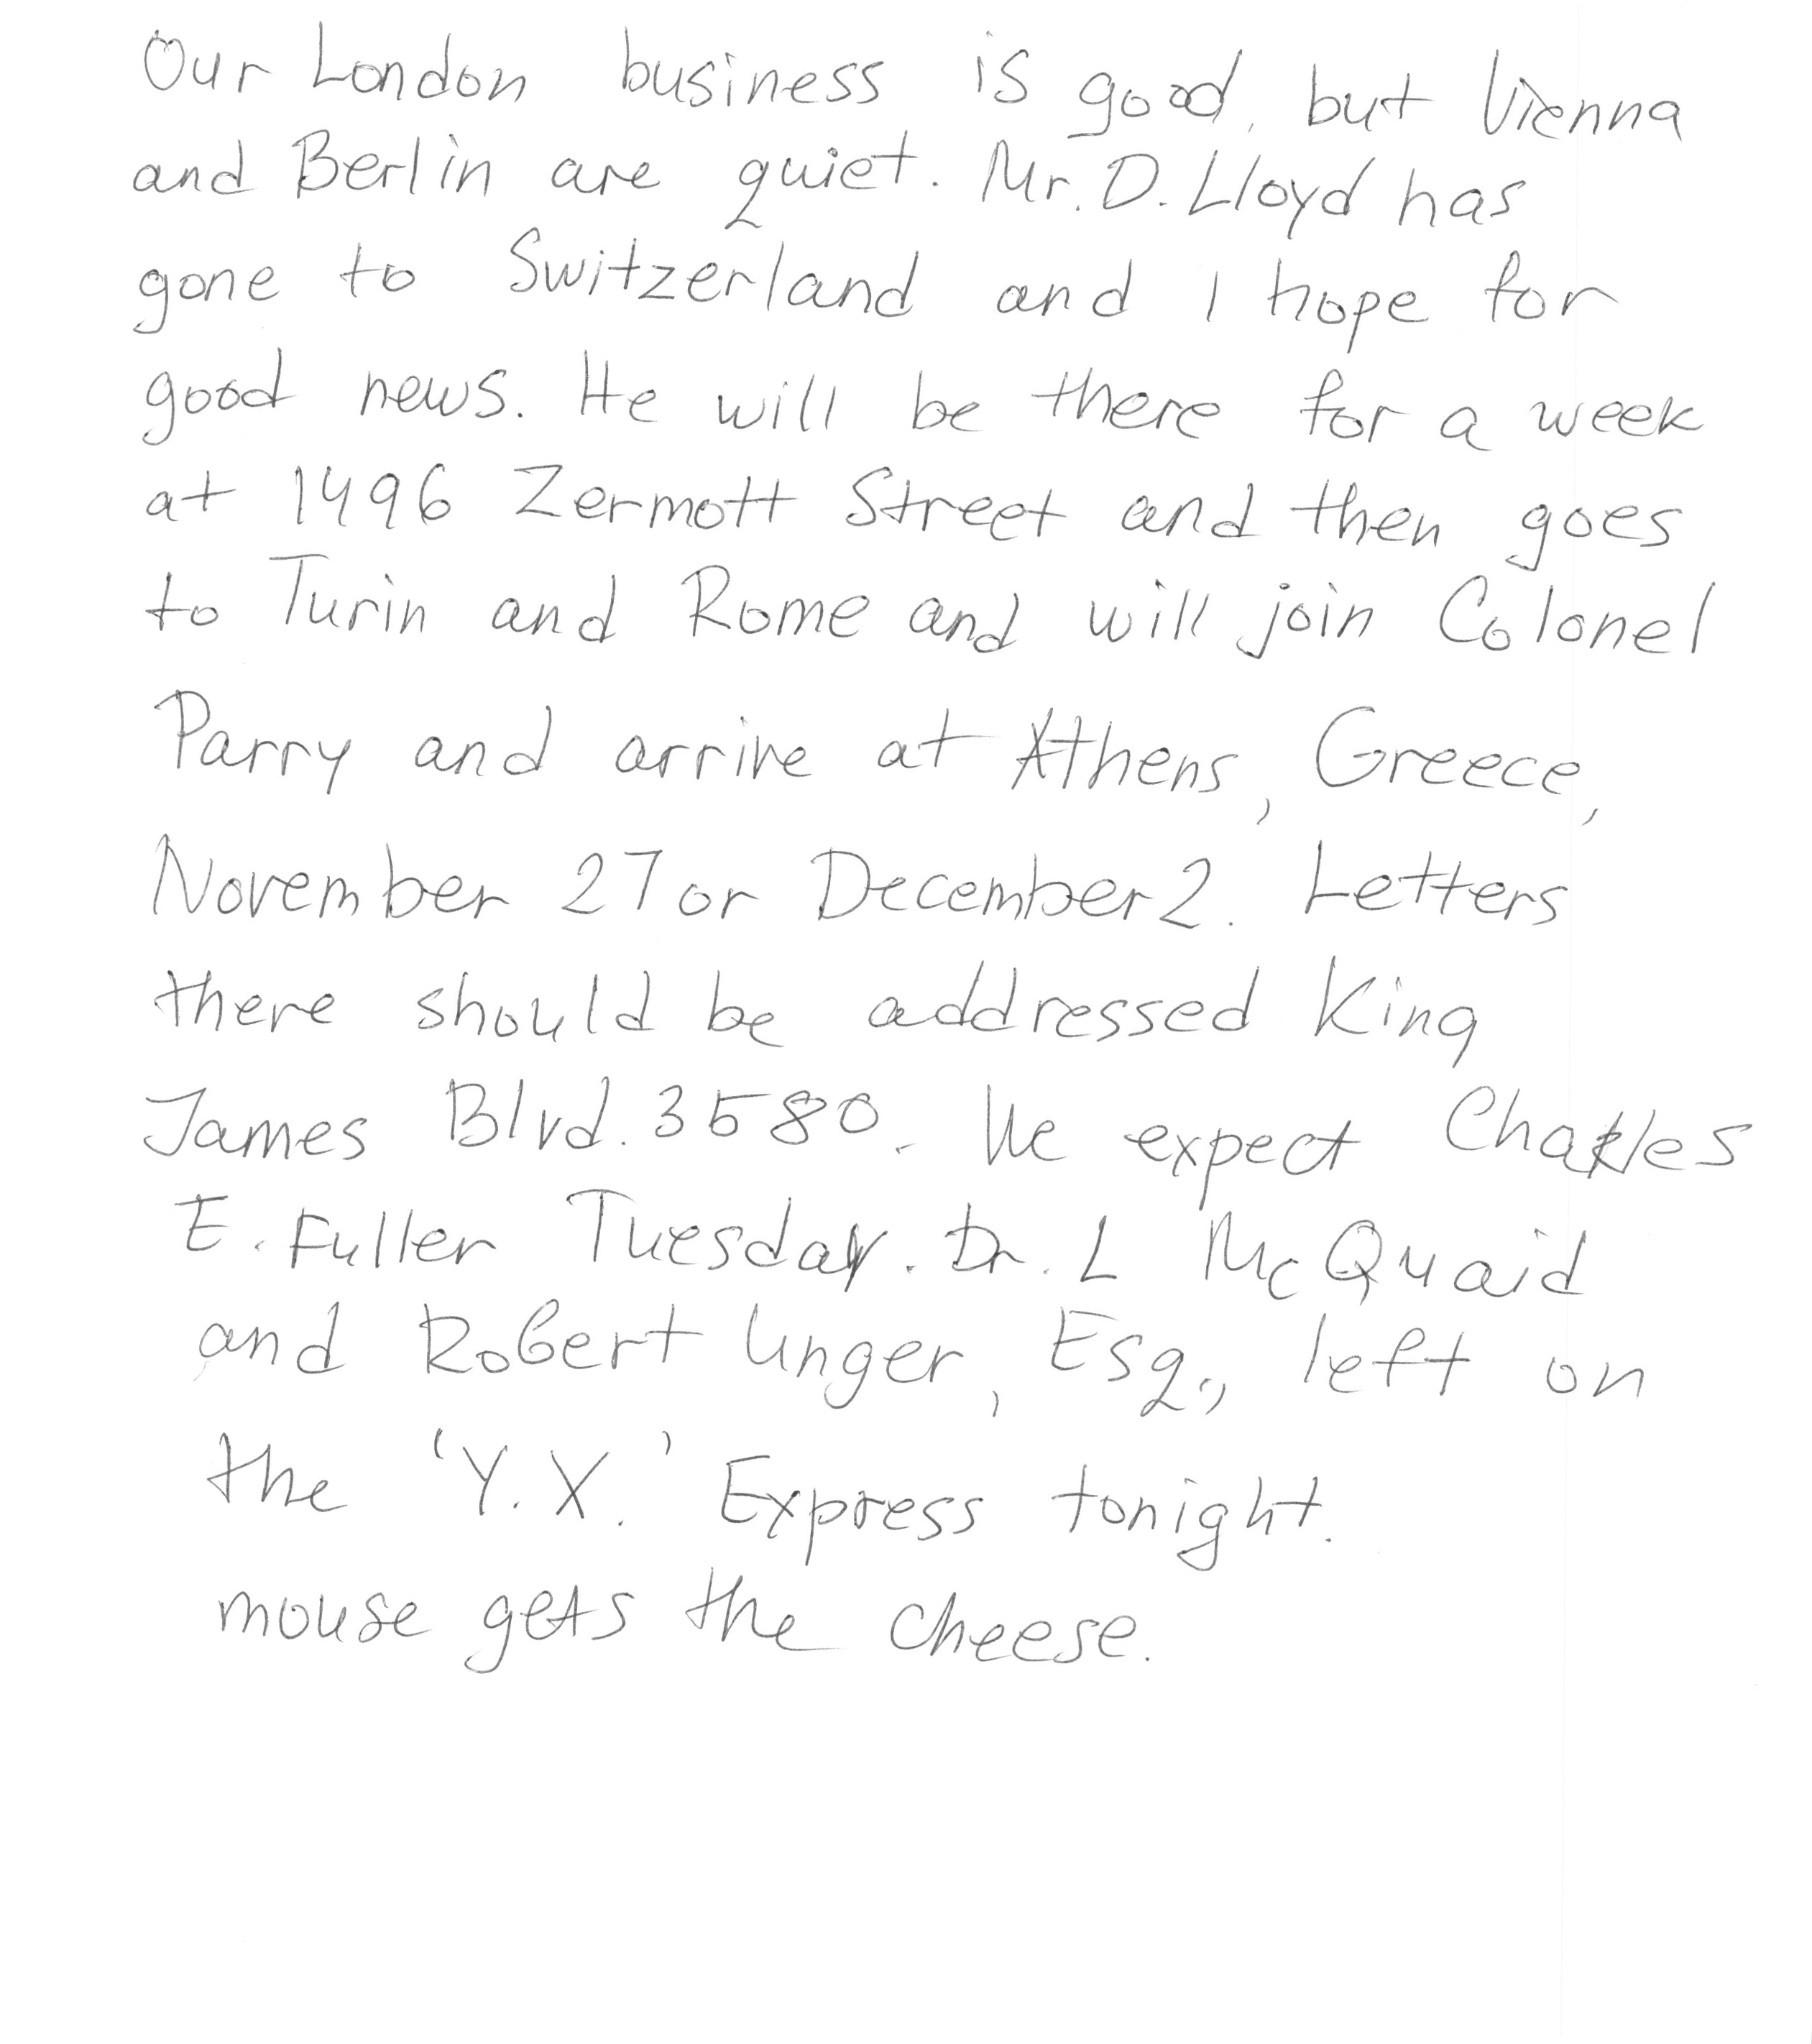 Our London business is good, but Vienna
and Berlin are quiet. Mr. D. Lloyd has
gone to Switzerland and I hope for
good news. He will be there for a week
at 1496 Zermott Street and then goes
to Turin and Rome and will join Colonel
Parry and arrive at Athens, Greece,
November 27 or December 2. Letters
there should be addressed King
James Blvd. 3580. We expect Charles
E. Fuller Tuesday. Dr. L McQuaid
and Robert Unger, Esq., left on
the 'Y.X.' Express tonight.
mouse gets the cheese.